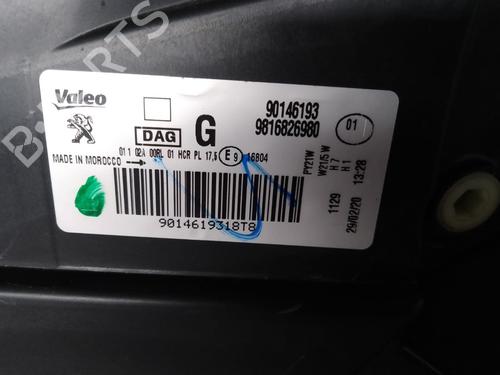 Valeo
DAG
G
90146193
9816826980
01
01 1 02A 00RL 01 HCR PL 17,5 E9 16804
MADE IN MOROCCO
PY21W
W21/5W
H7
H1
1129
29/02/20 13:28
9014619318T8
PARTS